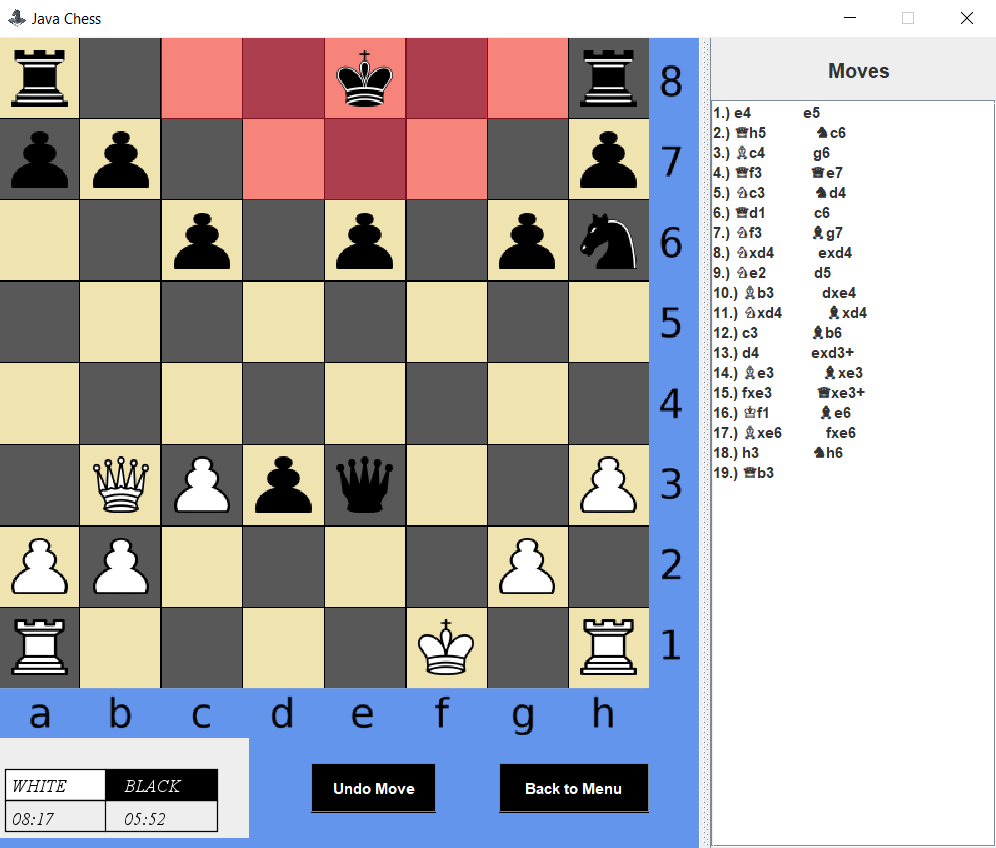 Java Chess
8
7
6
5
4
3
2
1
a b c d e f g h
WHITE BLACK
08:17 05:52
Undo Move
Back to Menu
Moves
1.) e4 e5
2.) ♕h5 ♞c6
3.) ♗c4 g6
4.) ♕f3 ♛e7
5.) ♘c3 ♞d4
6.) ♕d1 c6
7.) ♘f3 ♝g7
8.) ♘xd4 exd4
9.) ♘e2 d5
10.) ♗b3 dxe4
11.) ♘xd4 ♝xd4
12.) c3 ♝b6
13.) d4 exd3+
14.) ♗e3 ♝xe3
15.) fxe3 ♛xe3+
16.) ♔f1 ♝e6
17.) ♗xe6 fxe6
18.) h3 ♞h6
19.) ♕b3